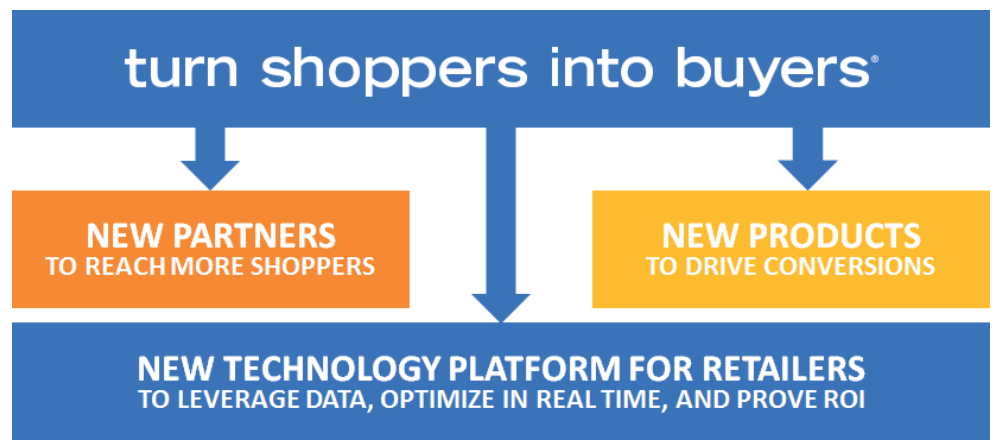 turn shoppers into buyers®
NEW PARTNERS
TO REACH MORE SHOPPERS
NEW PRODUCTS
TO DRIVE CONVERSIONS
NEW TECHNOLOGY PLATFORM FOR RETAILERS
TO LEVERAGE DATA, OPTIMIZE IN REAL TIME, AND PROVE ROI